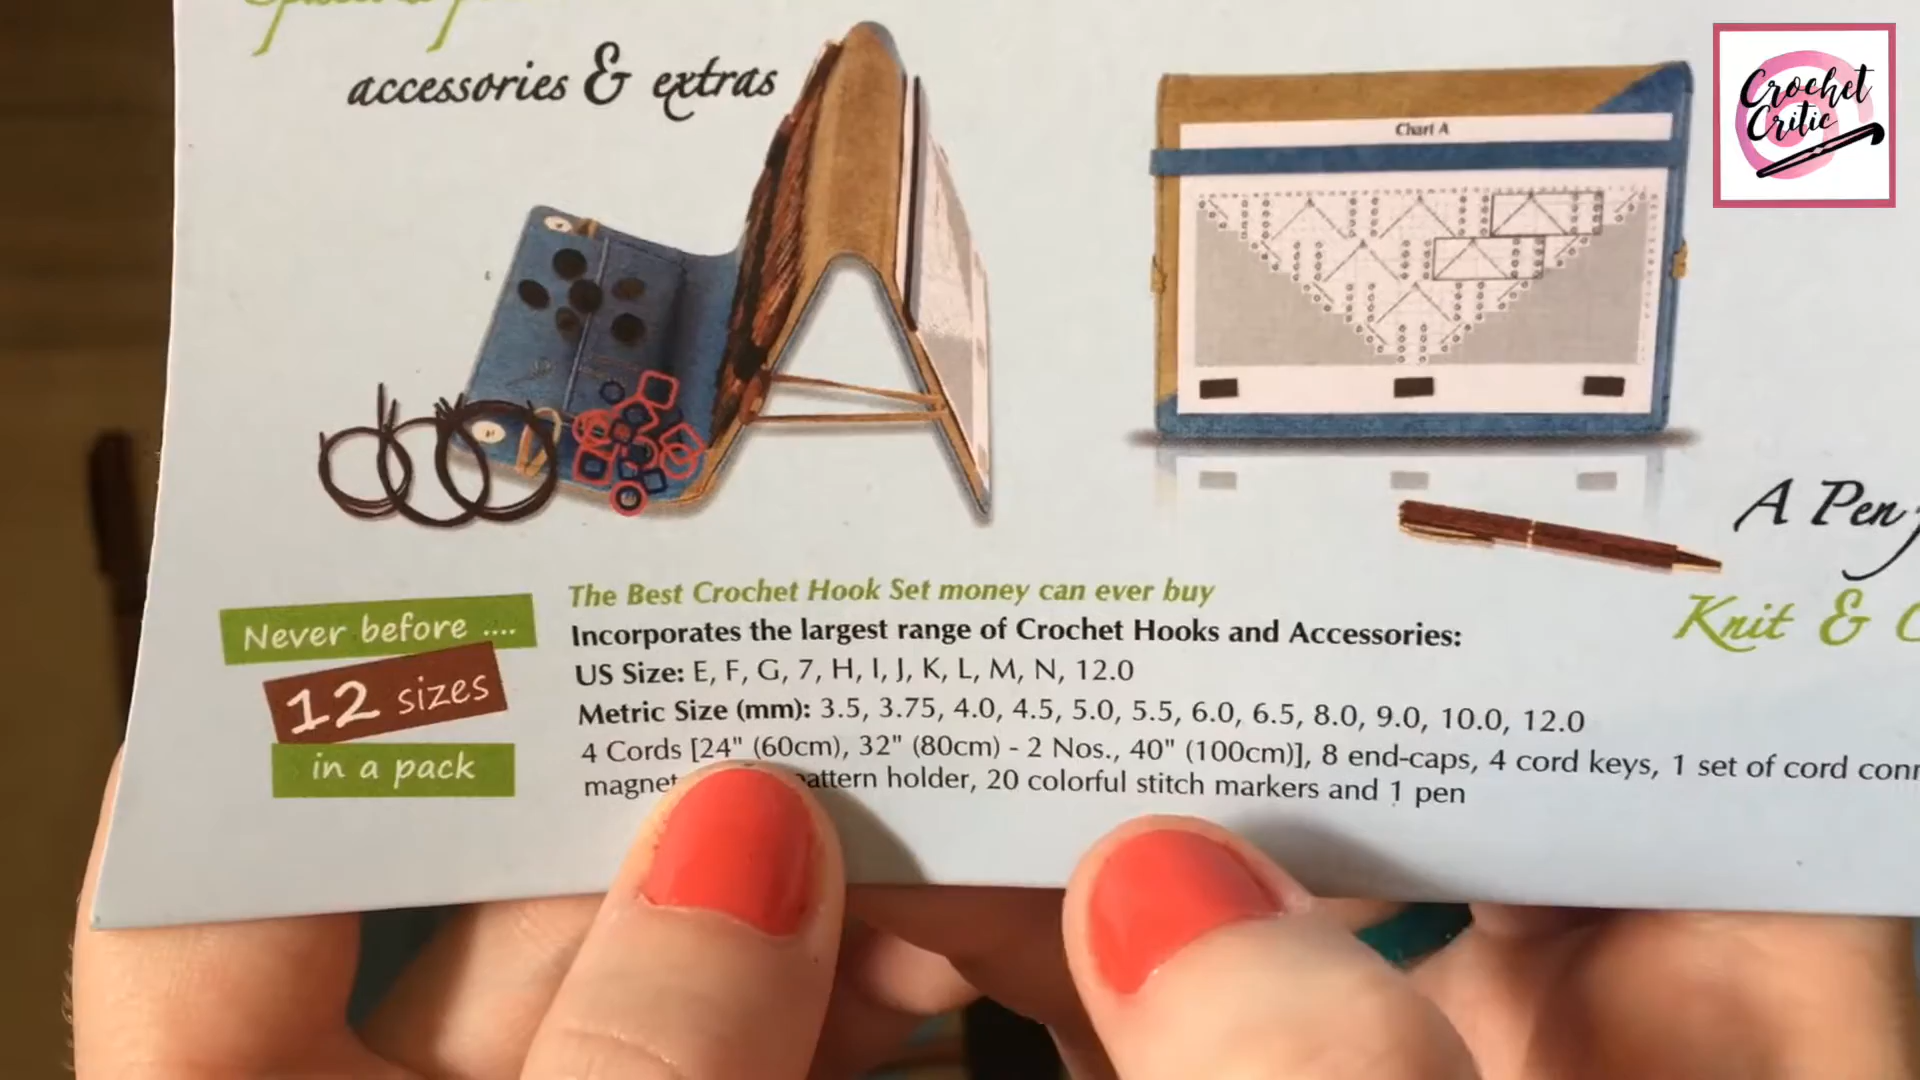 accessories & extras
Chart A
Crochet
Critic
A Pen
Knit &
Never before ....
12 sizes
in a pack
The Best Crochet Hook Set money can ever buy
Incorporates the largest range of Crochet Hooks and Accessories:
US Size: E, F, G, 7, H, I, J, K, L, M, N, 12.0
Metric Size (mm): 3.5, 3.75, 4.0, 4.5, 5.0, 5.5, 6.0, 6.5, 8.0, 9.0, 10.0, 12.0
4 Cords [24" (60cm), 32" (80cm) - 2 Nos., 40" (100cm)], 8 end-caps, 4 cord keys, 1 set of cord conn
magnet attern holder, 20 colorful stitch markers and 1 pen